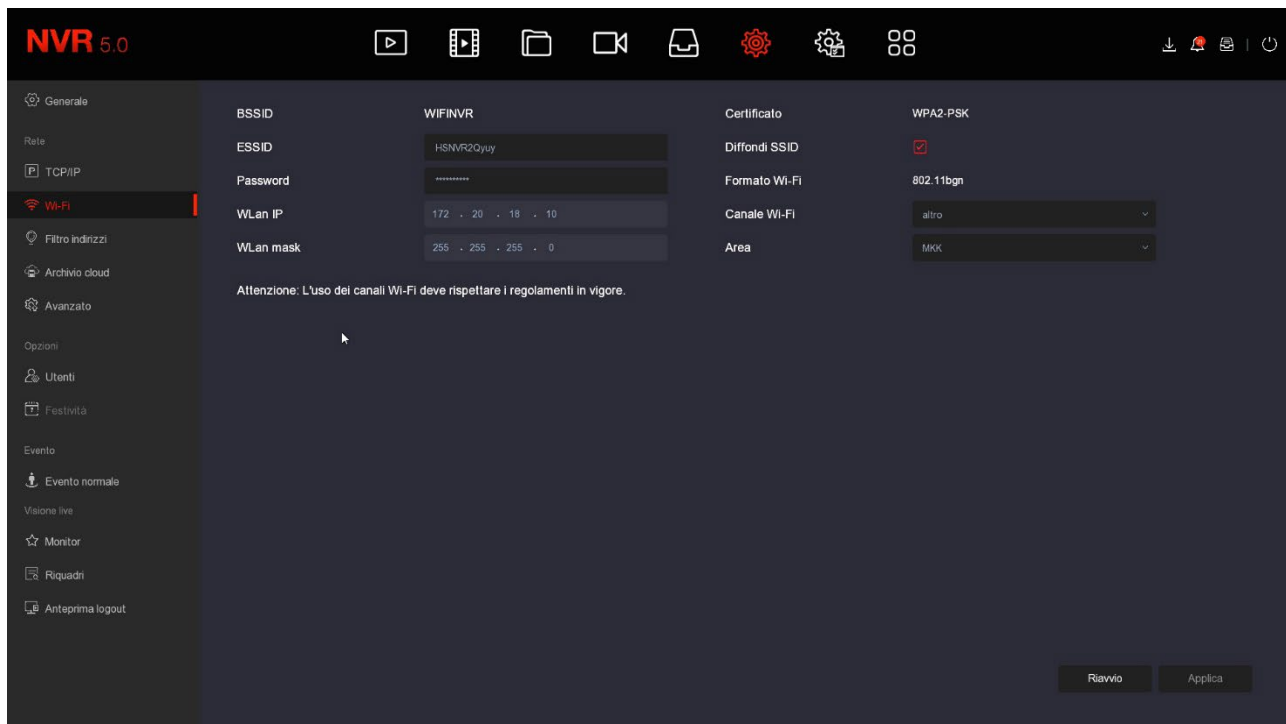 NVR 5.0
Generale
Rete
TCP/IP
Wi-Fi
Filtro indirizzi
Archivio cloud
Avanzato
Opzioni
Utenti
Festività
Evento
Evento normale
Visione live
Monitor
Riquadri
Anteprima logout
BSSID WIFINVR Certificato WPA2-PSK
ESSID HSNVR2Qyuy Diffondi SSID
Password ********** Formato Wi-Fi 802.11bgn
WLan IP 172 . 20 . 18 . 10 Canale Wi-Fi altro
WLan mask 255 . 255 . 255 . 0 Area MKK
Attenzione: L'uso dei canali Wi-Fi deve rispettare i regolamenti in vigore.
Riavvio Applica